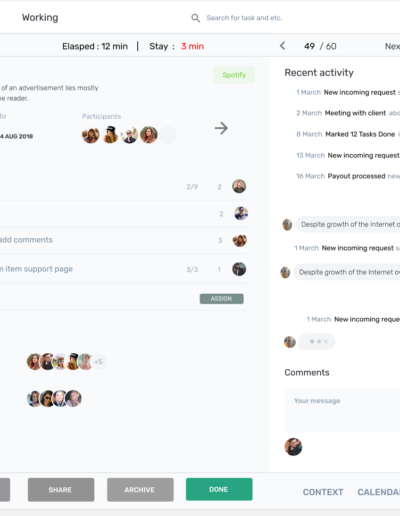 Working
Search for task and etc.
Elasped : 12 min | Stay : 3 min
49 / 60
Nex
Spotify
of an advertisement lies mostly
e reader.
to
Participants
4 AUG 2018
2/9 2
2
add comments
3
n item support page
3/3 1
ASSIGN
+6
SHARE
ARCHIVE
DONE
Recent activity
1 March New incoming request s
2 March Meeting with client abo
8 March Marked 12 Tasks Done i
13 March New incoming request
16 March Payout processed new
Despite growth of the Internet o
1 March New incoming request s
Despite growth of the Internet ov
1 March New incoming reque
Comments
Your message
CONTEXT
CALENDA